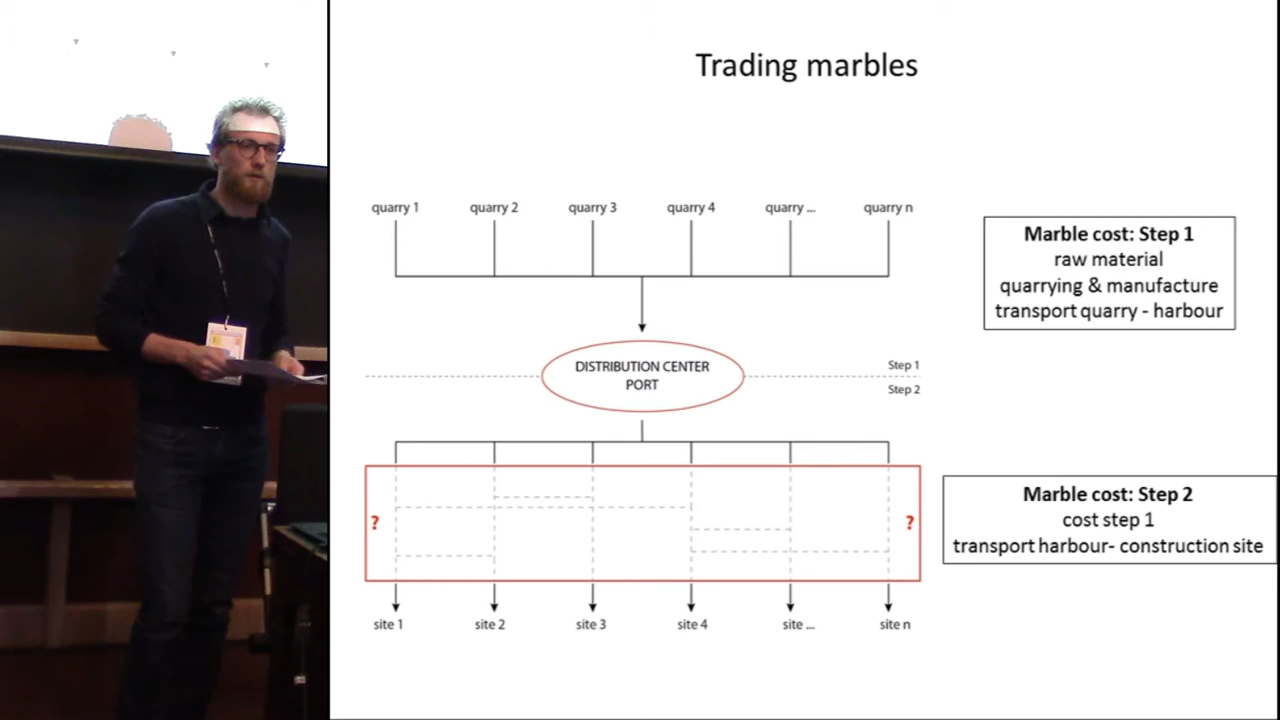 Trading marbles
quarry 1 quarry 2 quarry 3 quarry 4 quarry ... quarry n
Marble cost: Step 1
raw material
quarrying & manufacture
transport quarry - harbour
DISTRIBUTION CENTER
PORT
Step 1
Step 2
? ?
Marble cost: Step 2
cost step 1
transport harbour- construction site
site 1 site 2 site 3 site 4 site ... site n